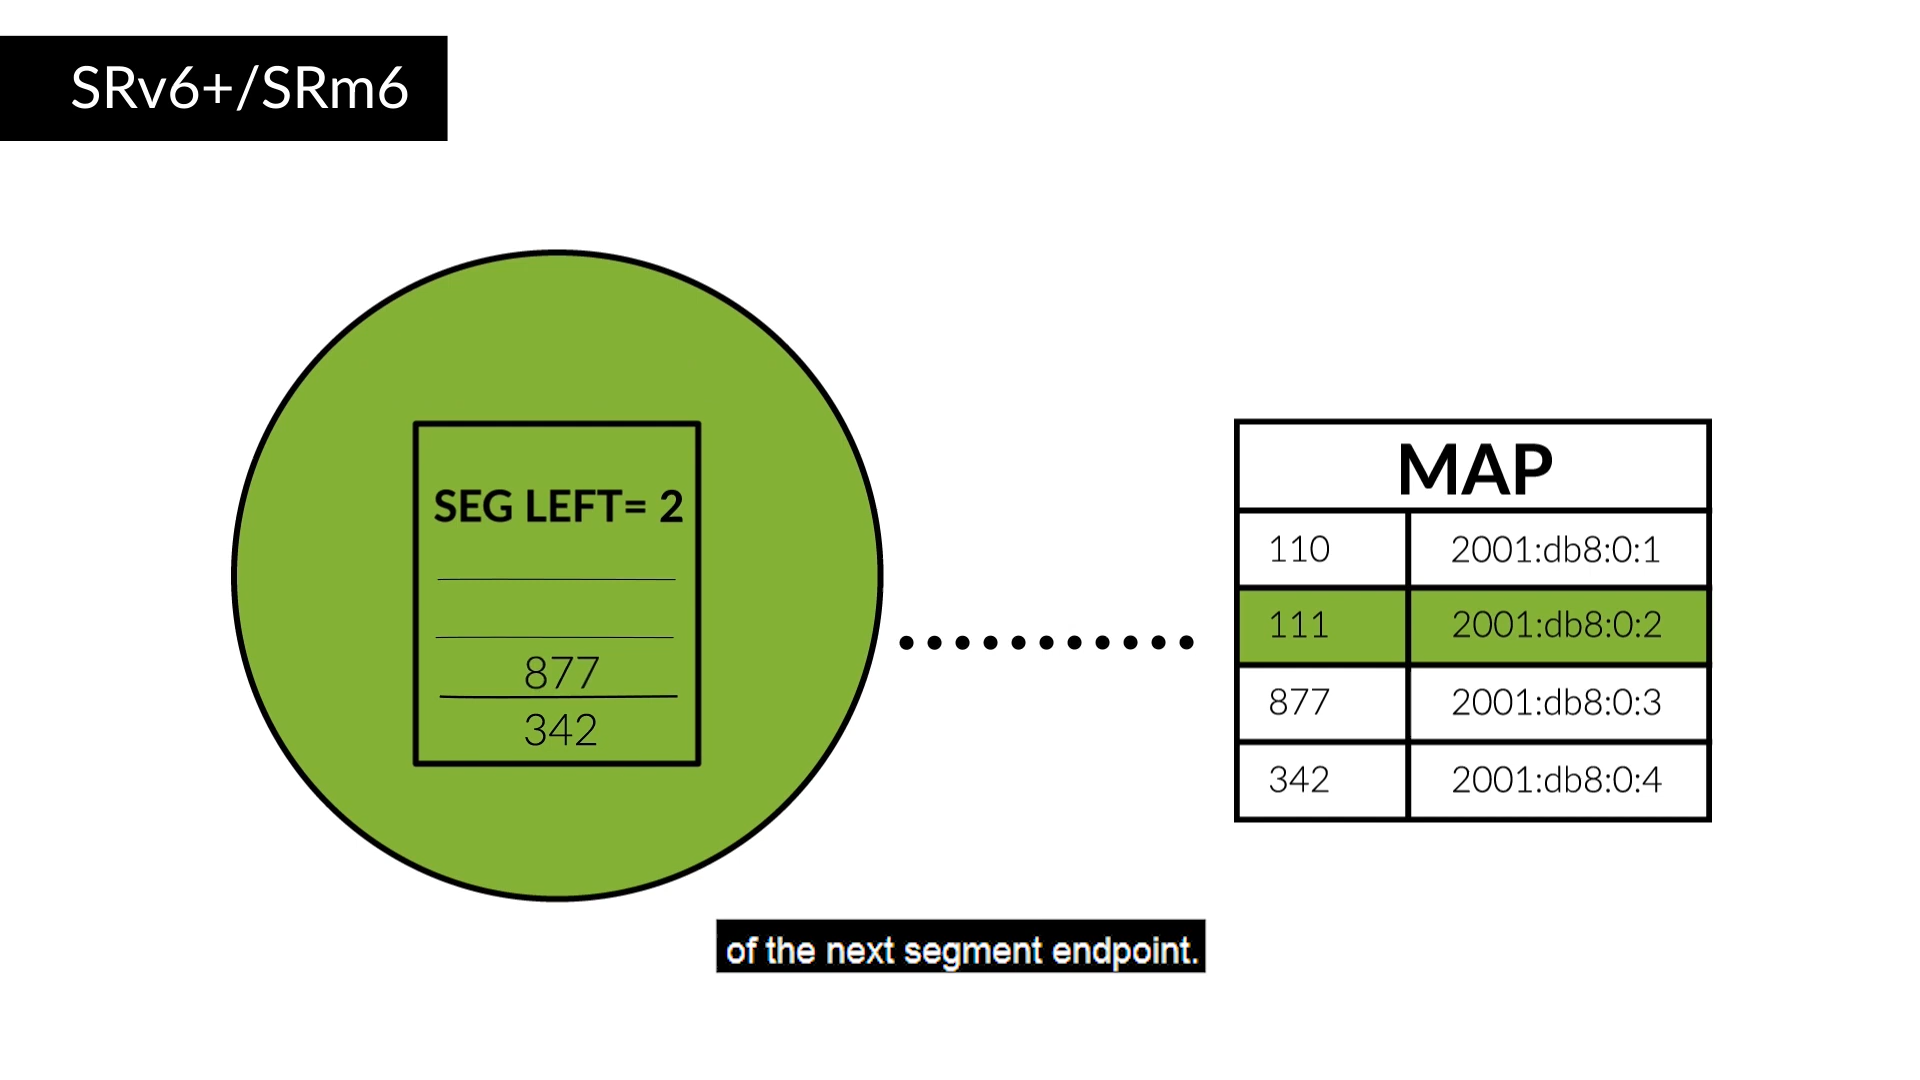 SRv6+/SRm6
SEG LEFT= 2
877
342
MAP
110 2001:db8:0:1
111 2001:db8:0:2
877 2001:db8:0:3
342 2001:db8:0:4
of the next segment endpoint.